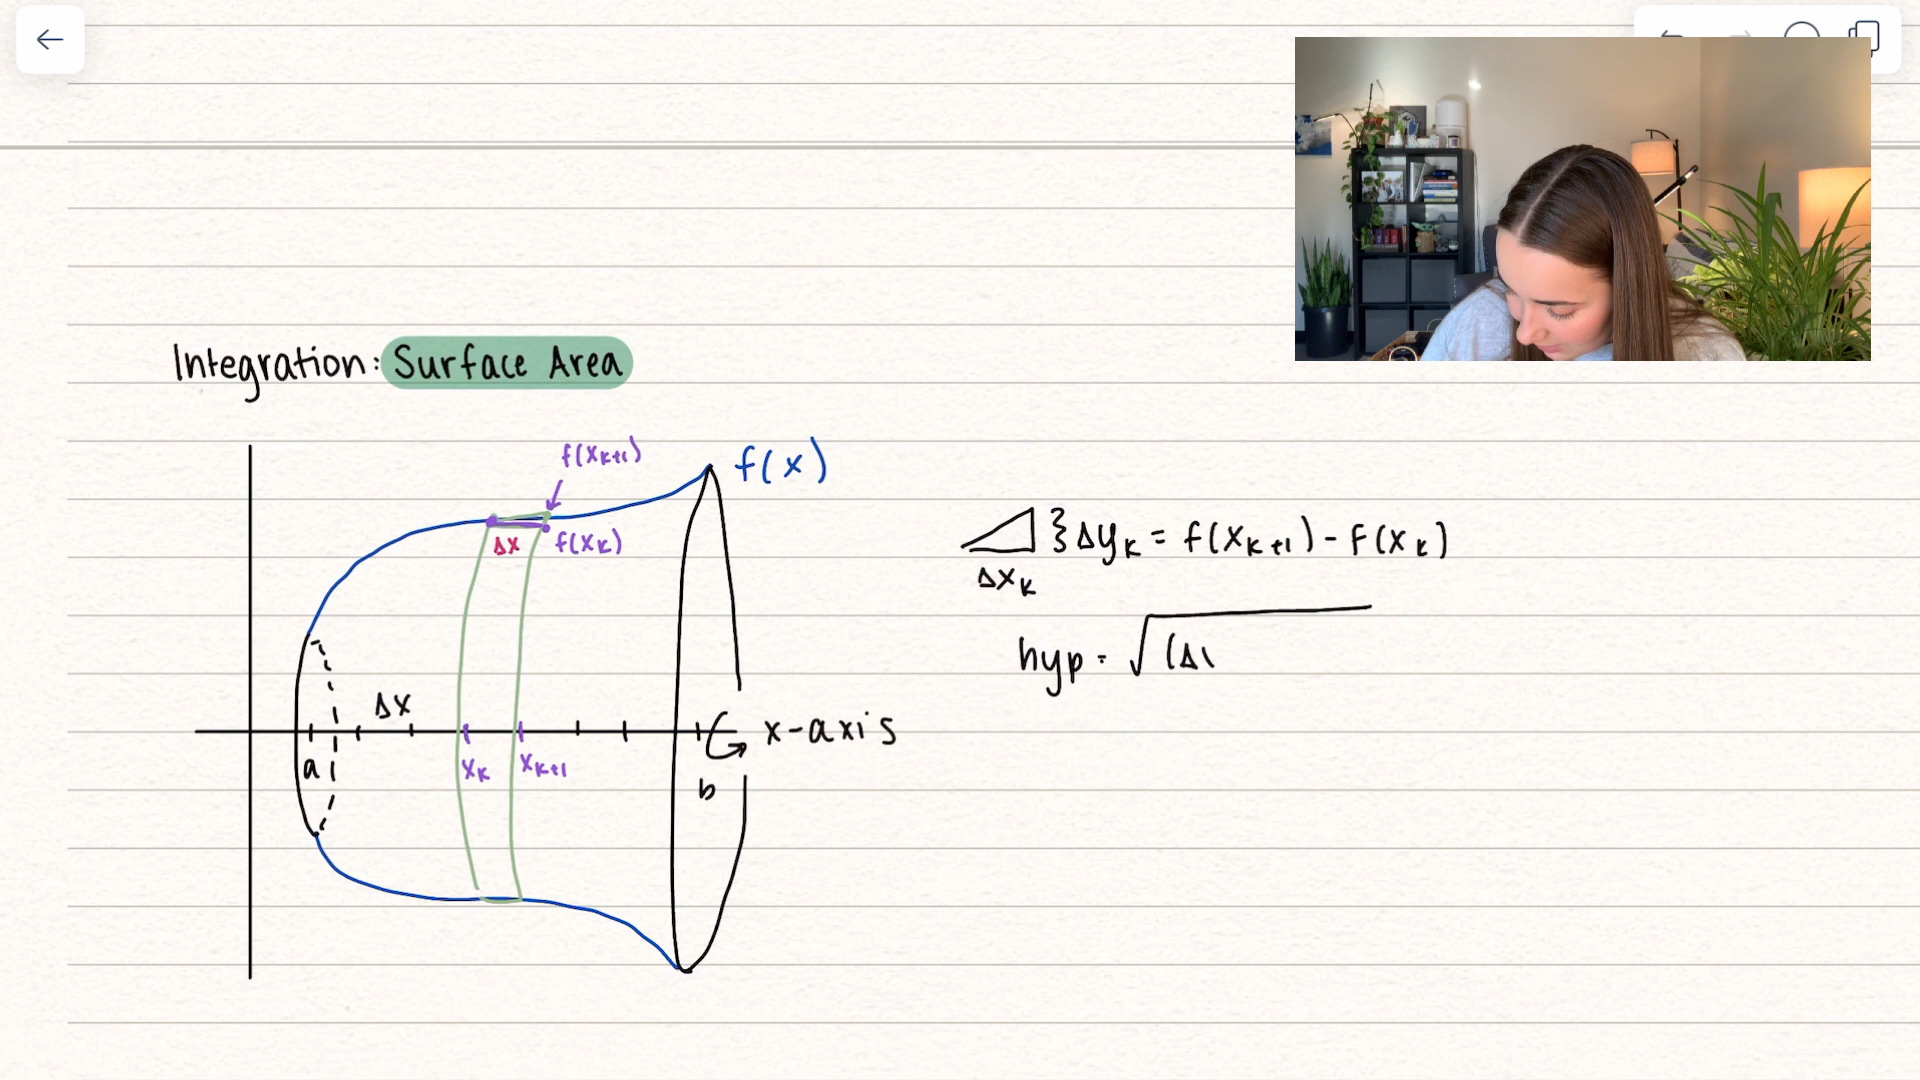 Integration: Surface Area
f(xₖ₊₁)
f(x)
Δx
f(xₖ)
Δyₖ = f(xₖ₊₁) - f(xₖ)
Δxₖ
hyp = √(Δ
Δx
x-axis
a
xₖ
xₖ₊₁
b